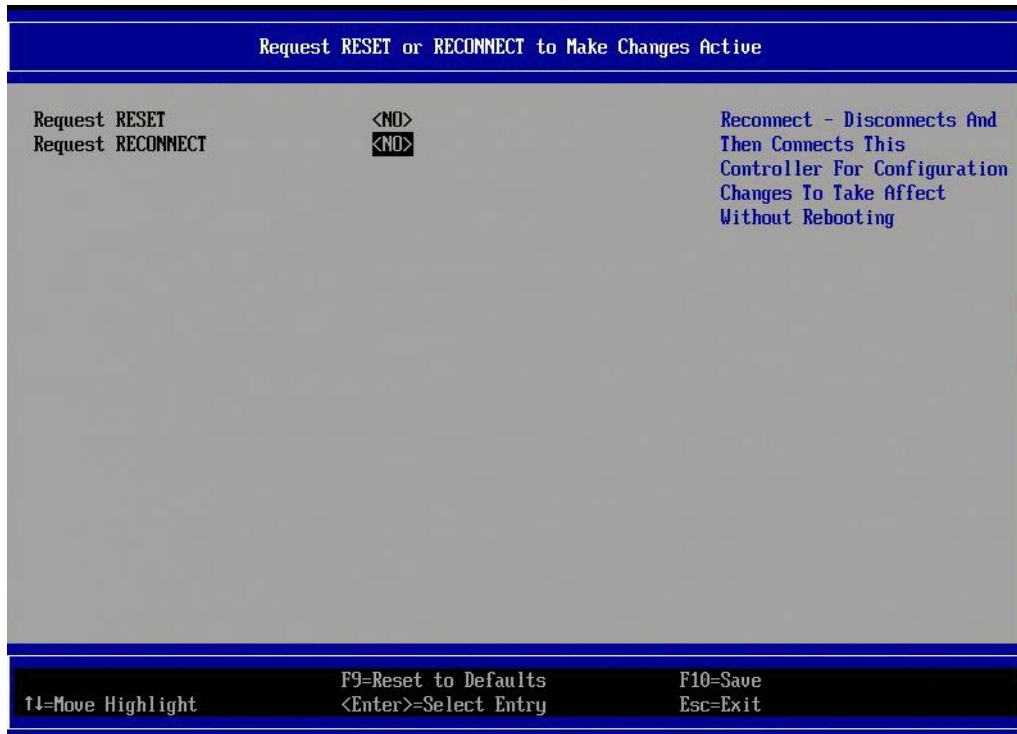 Request RESET or RECONNECT to Make Changes Active
Request RESET <NO>
Request RECONNECT <NO>
Reconnect - Disconnects And
Then Connects This
Controller For Configuration
Changes To Take Affect
Without Rebooting
F9=Reset to Defaults F10=Save
↑↓=Move Highlight <Enter>=Select Entry Esc=Exit